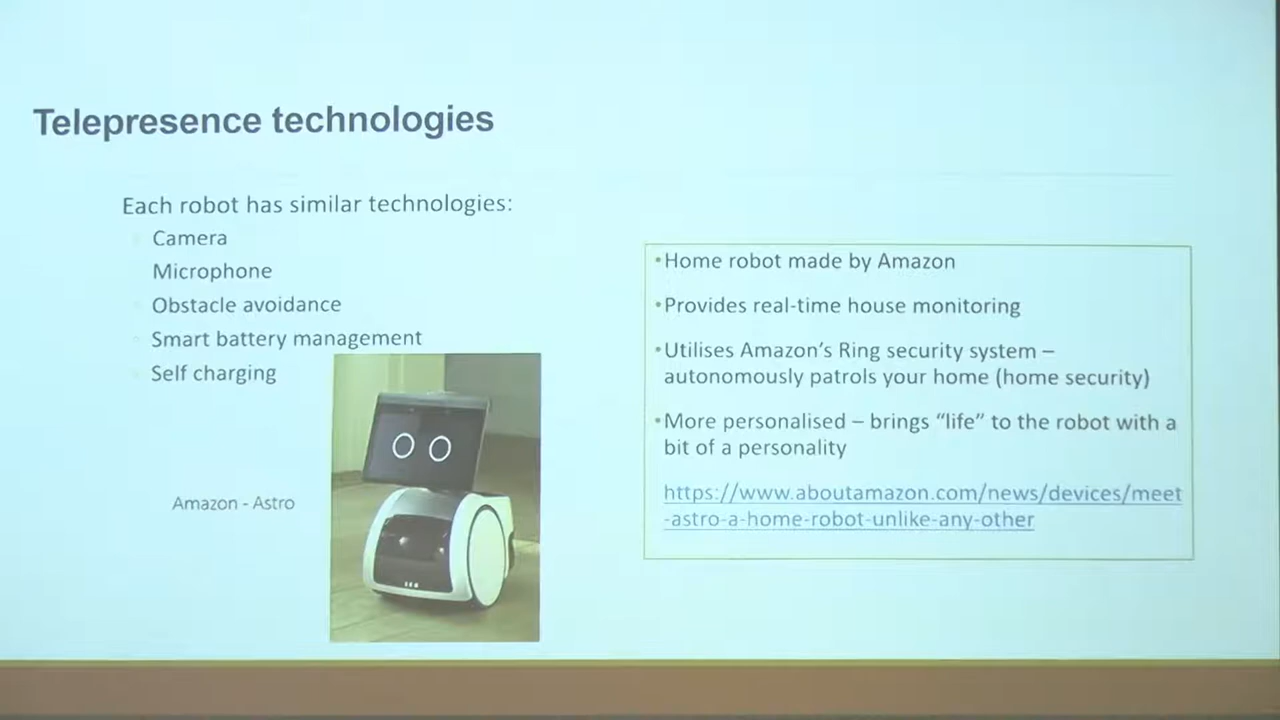 Telepresence technologies
Each robot has similar technologies:
Camera
Microphone
Obstacle avoidance
Smart battery management
Self charging
Amazon - Astro
•Home robot made by Amazon
•Provides real-time house monitoring
•Utilises Amazon’s Ring security system –
autonomously patrols your home (home security)
•More personalised – brings “life” to the robot with a
bit of a personality
https://www.aboutamazon.com/news/devices/meet
-astro-a-home-robot-unlike-any-other